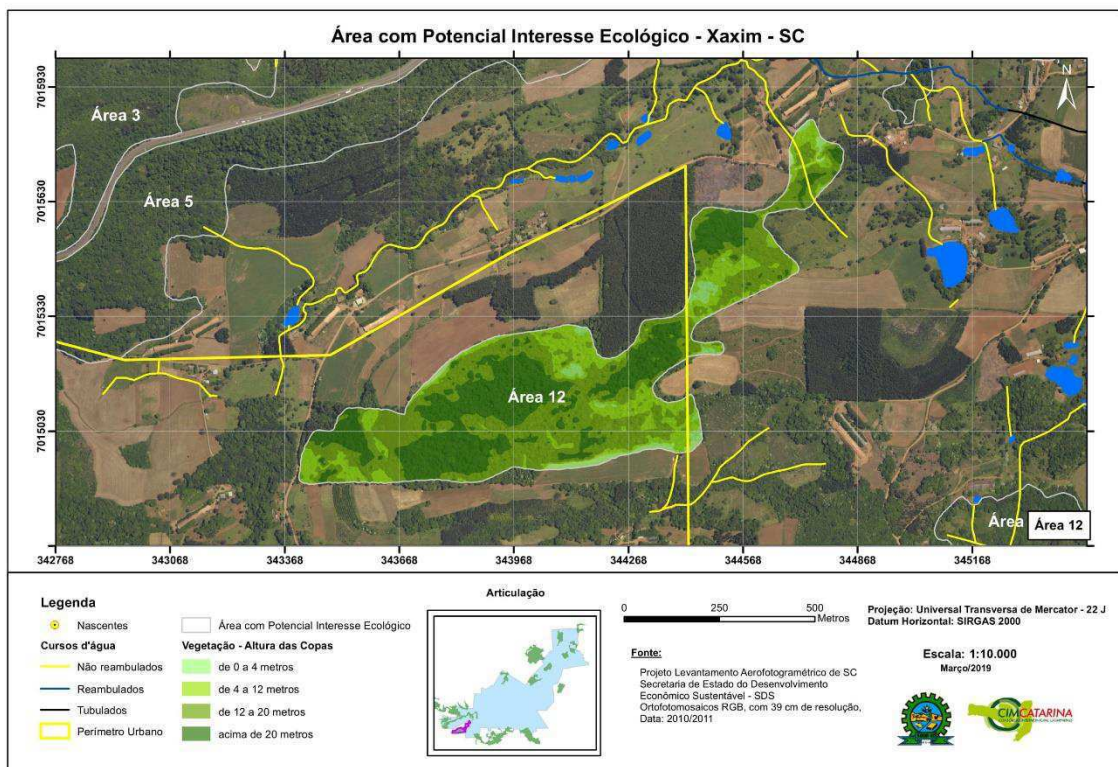 Área com Potencial Interesse Ecológico - Xaxim - SC
7015930
7015630
7015330
7015030
N
Área 3
Área 5
Área 12
Área
Área 12
342768
343068
343368
343668
343968
344268
344568
344868
345168
Legenda
Nascentes
Cursos d'água
Não reambulados
Reambulados
Tubulados
Perímetro Urbano
Área com Potencial Interesse Ecológico
Vegetação - Altura das Copas
de 0 a 4 metros
de 4 a 12 metros
de 12 a 20 metros
acima de 20 metros
Articulação
0 250 500
Metros
Fonte:
Projeto Levantamento Aerofotogramétrico de SC
Secretaria de Estado do Desenvolvimento
Econômico Sustentável - SDS
Ortofotomosaicos RGB, com 39 cm de resolução,
Data: 2010/2011
Projeção: Universal Transversa de Mercator - 22 J
Datum Horizontal: SIRGAS 2000
Escala: 1:10.000
Março/2019
CIMCATARINA